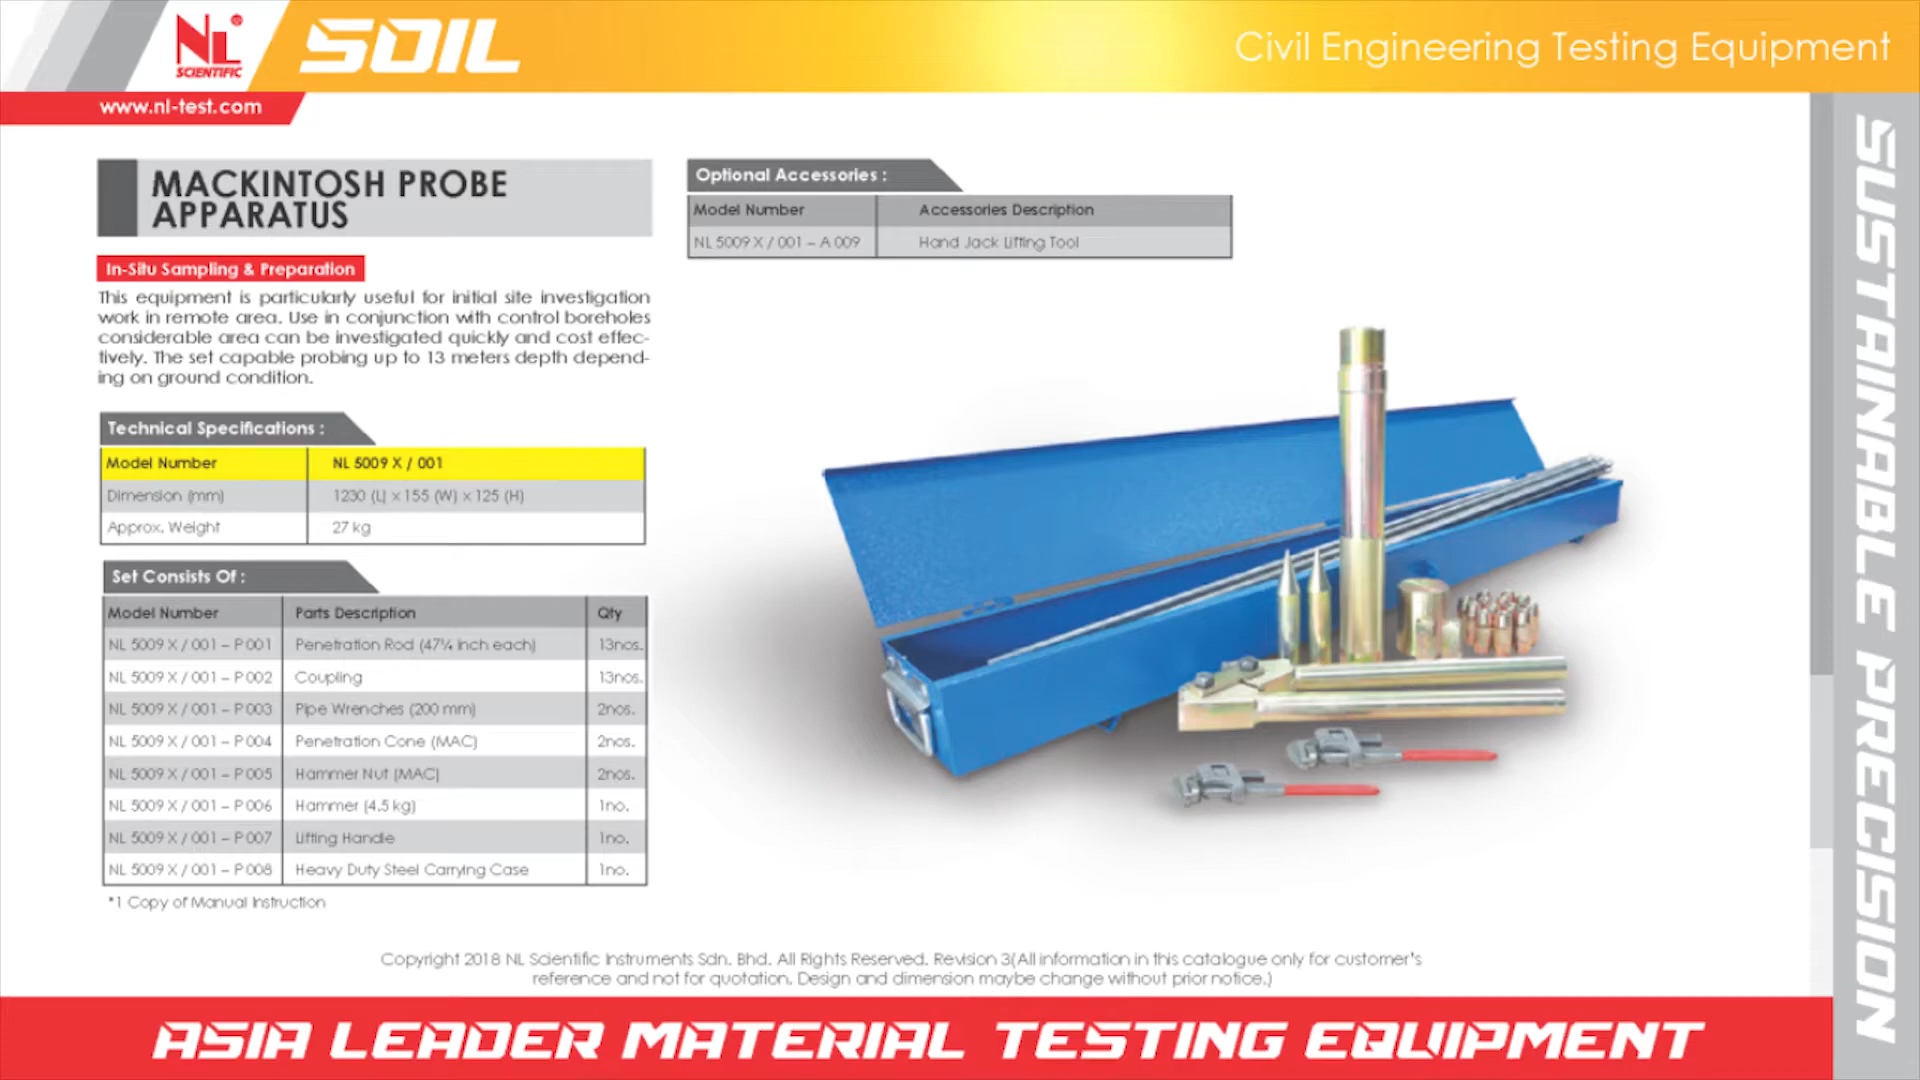 NL® SCIENTIFIC
SOIL
Civil Engineering Testing Equipment
www.nl-test.com
MACKINTOSH PROBE
APPARATUS
In-Situ Sampling & Preparation
This equipment is particularly useful for initial site investigation
work in remote area. Use in conjunction with control boreholes
considerable area can be investigated quickly and cost effec-
tively. The set capable probing up to 13 meters depth depend-
ing on ground condition.
Technical Specifications :
Model Number NL 5009 X / 001
Dimension (mm) 1230 (L) x 155 (W) x 125 (H)
Approx. Weight 27 kg
Set Consists Of :
Model Number Parts Description Qty
NL 5009 X / 001 – P 001 Penetration Rod (47¼ inch each) 13nos.
NL 5009 X / 001 – P 002 Coupling 13nos.
NL 5009 X / 001 – P 003 Pipe Wrenches (200 mm) 2nos.
NL 5009 X / 001 – P 004 Penetration Cone (MAC) 2nos.
NL 5009 X / 001 – P 005 Hammer Nut (MAC) 2nos.
NL 5009 X / 001 – P 006 Hammer (4.5 kg) 1no.
NL 5009 X / 001 – P 007 Lifting Handle 1no.
NL 5009 X / 001 – P 008 Heavy Duty Steel Carrying Case 1no.
*1 Copy of Manual Instruction
Optional Accessories :
Model Number Accessories Description
NL 5009 X / 001 – A 009 Hand Jack Lifting Tool
SUSTAINABLE PRECISION
Copyright 2018 NL Scientific Instruments Sdn. Bhd. All Rights Reserved. Revision 3(All information in this catalogue only for customer's
reference and not for quotation. Design and dimension maybe change without prior notice.)
ASIA LEADER MATERIAL TESTING EQUIPMENT